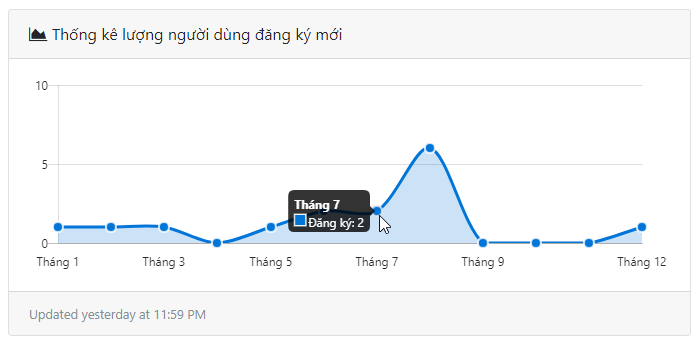 Thống kê lượng người dùng đăng ký mới
10
5
0
Tháng 7
Đăng ký: 2
Tháng 1 Tháng 3 Tháng 5 Tháng 7 Tháng 9 Tháng 12
Updated yesterday at 11:59 PM